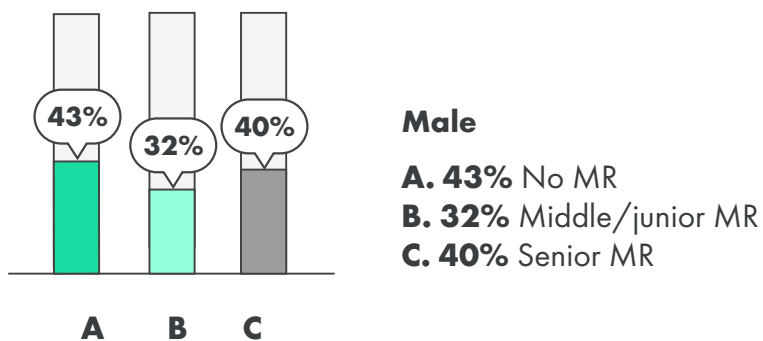 43%
32%
40%
A B C
Male
A. 43% No MR
B. 32% Middle/junior MR
C. 40% Senior MR